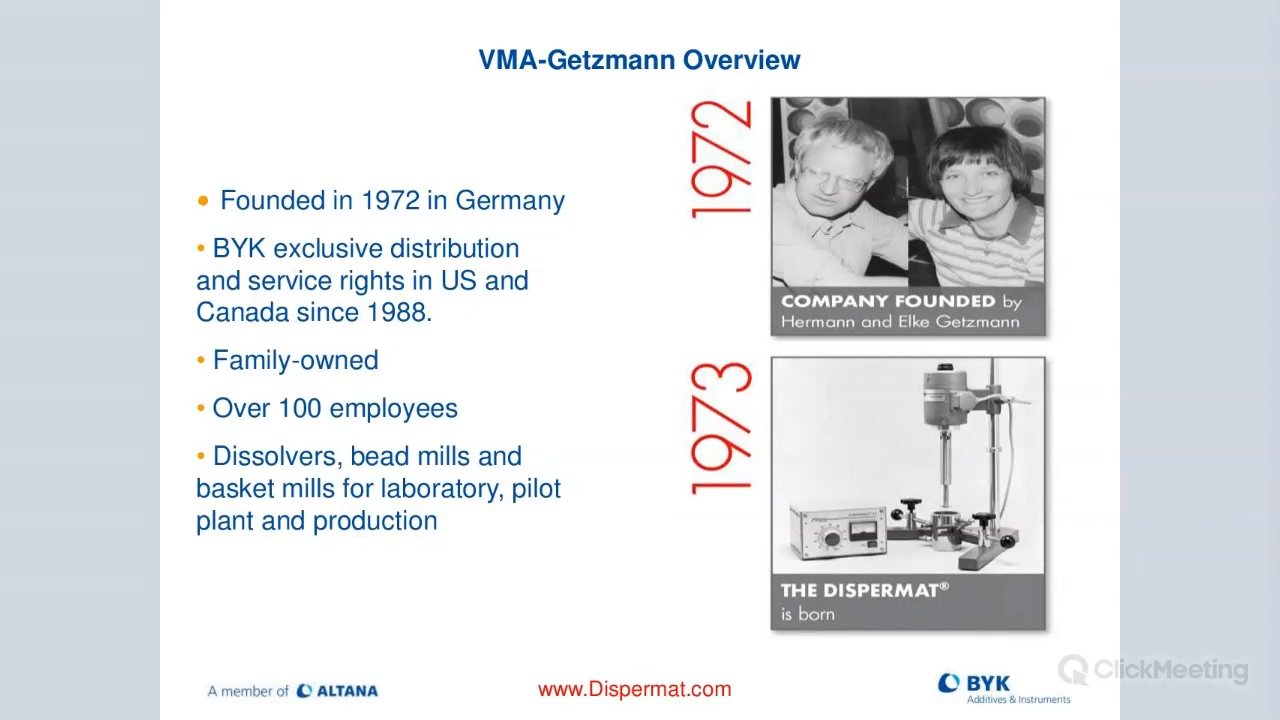 VMA-Getzmann Overview
• Founded in 1972 in Germany
• BYK exclusive distribution
and service rights in US and
Canada since 1988.
• Family-owned
• Over 100 employees
• Dissolvers, bead mills and
basket mills for laboratory, pilot
plant and production
1972
COMPANY FOUNDED by
Hermann and Elke Getzmann
1973
THE DISPERMAT®
is born
A member of ALTANA
www.Dispermat.com
BYK
Additives & Instruments
ClickMeeting